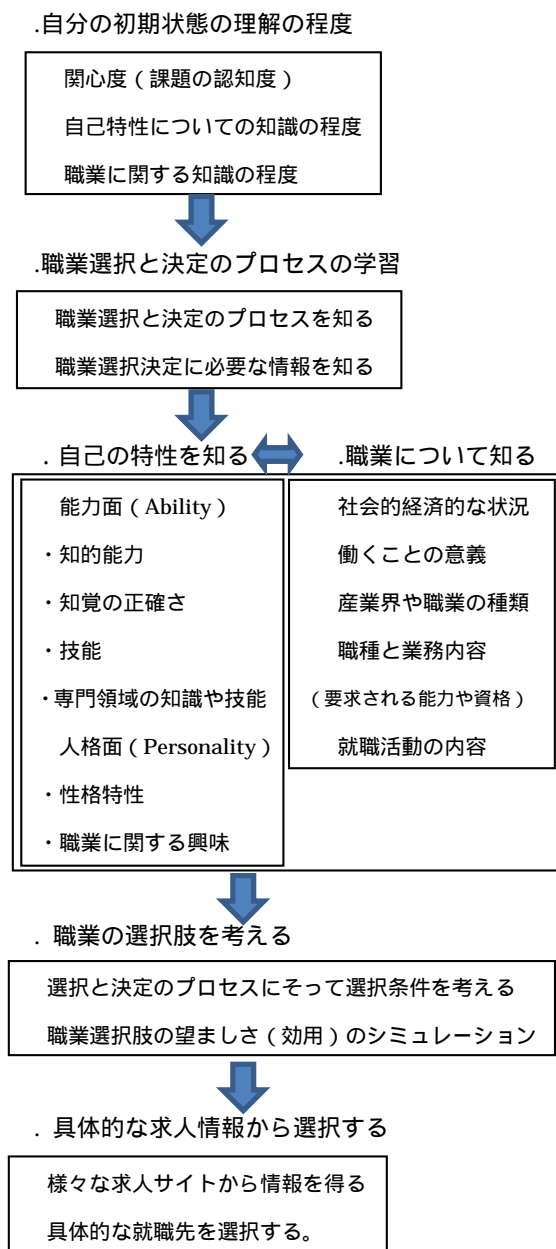 .自分の初期状態の理解の程度
関心度（課題の認知度）
自己特性についての知識の程度
職業に関する知識の程度
.職業選択と決定のプロセスの学習
職業選択と決定のプロセスを知る
職業選択決定に必要な情報を知る
. 自己の特性を知る
能力面（Ability）
・知的能力
・知覚の正確さ
・技能
・専門領域の知識や技能
人格面（Personality）
・性格特性
・職業に関する興味
.職業について知る
社会的経済的な状況
働くことの意義
産業界や職業の種類
職種と業務内容
（要求される能力や資格）
就職活動の内容
. 職業の選択肢を考える
選択と決定のプロセスにそって選択条件を考える
職業選択肢の望ましさ（効用）のシミュレーション
. 具体的な求人情報から選択する
様々な求人サイトから情報を得る
具体的な就職先を選択する。